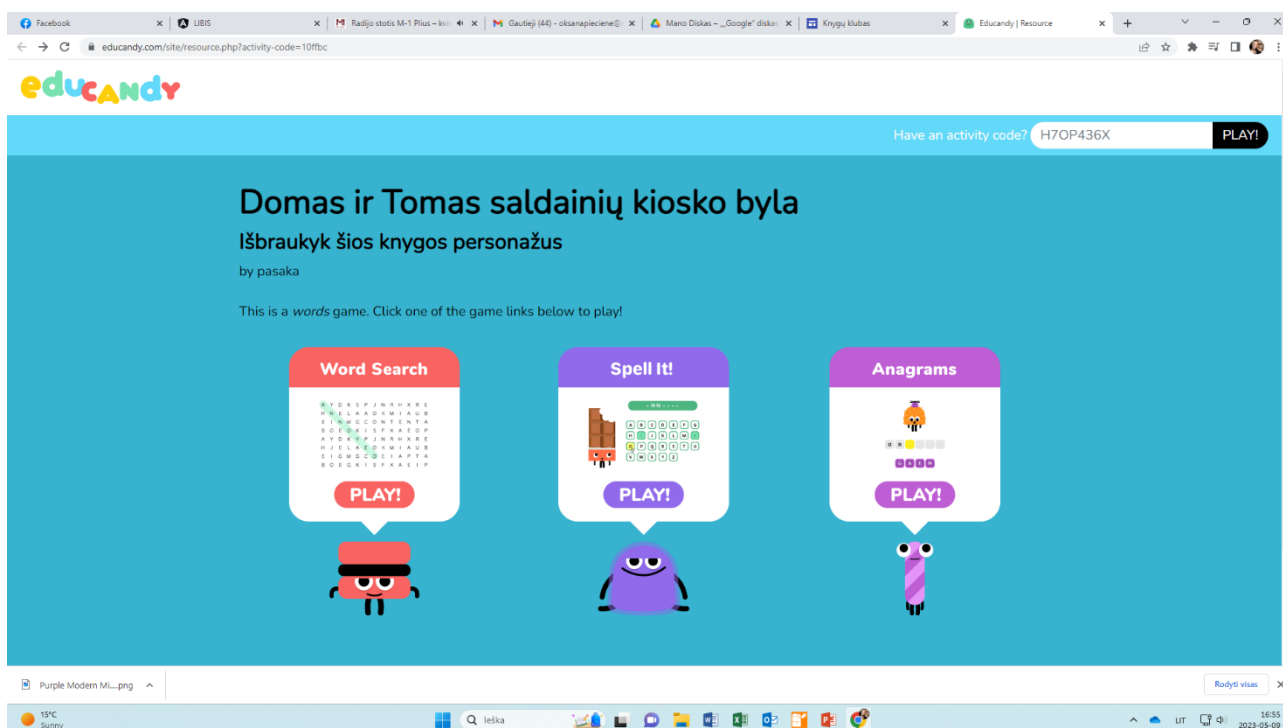 Facebook
LIBIS
Radijo stotis M-1 Plius – kvie
Gautieji (44) - oksanapieciene@
Mano Diskas – „Google“ diskas
Knygų klubas
Educandy | Resource
educandy.com/site/resource.php?activity-code=10ffbc
educandy
Have an activity code? H7OP436X PLAY!
Domas ir Tomas saldainių kiosko byla
Išbraukyk šios knygos personažus
by pasaka
This is a words game. Click one of the game links below to play!
Word Search
Spell It!
Anagrams
PLAY!
PLAY!
PLAY!
Purple Modern Mi....png
Rodyti visas
15°C
Sunny
Ieška
LIT
16:55
2023-05-09